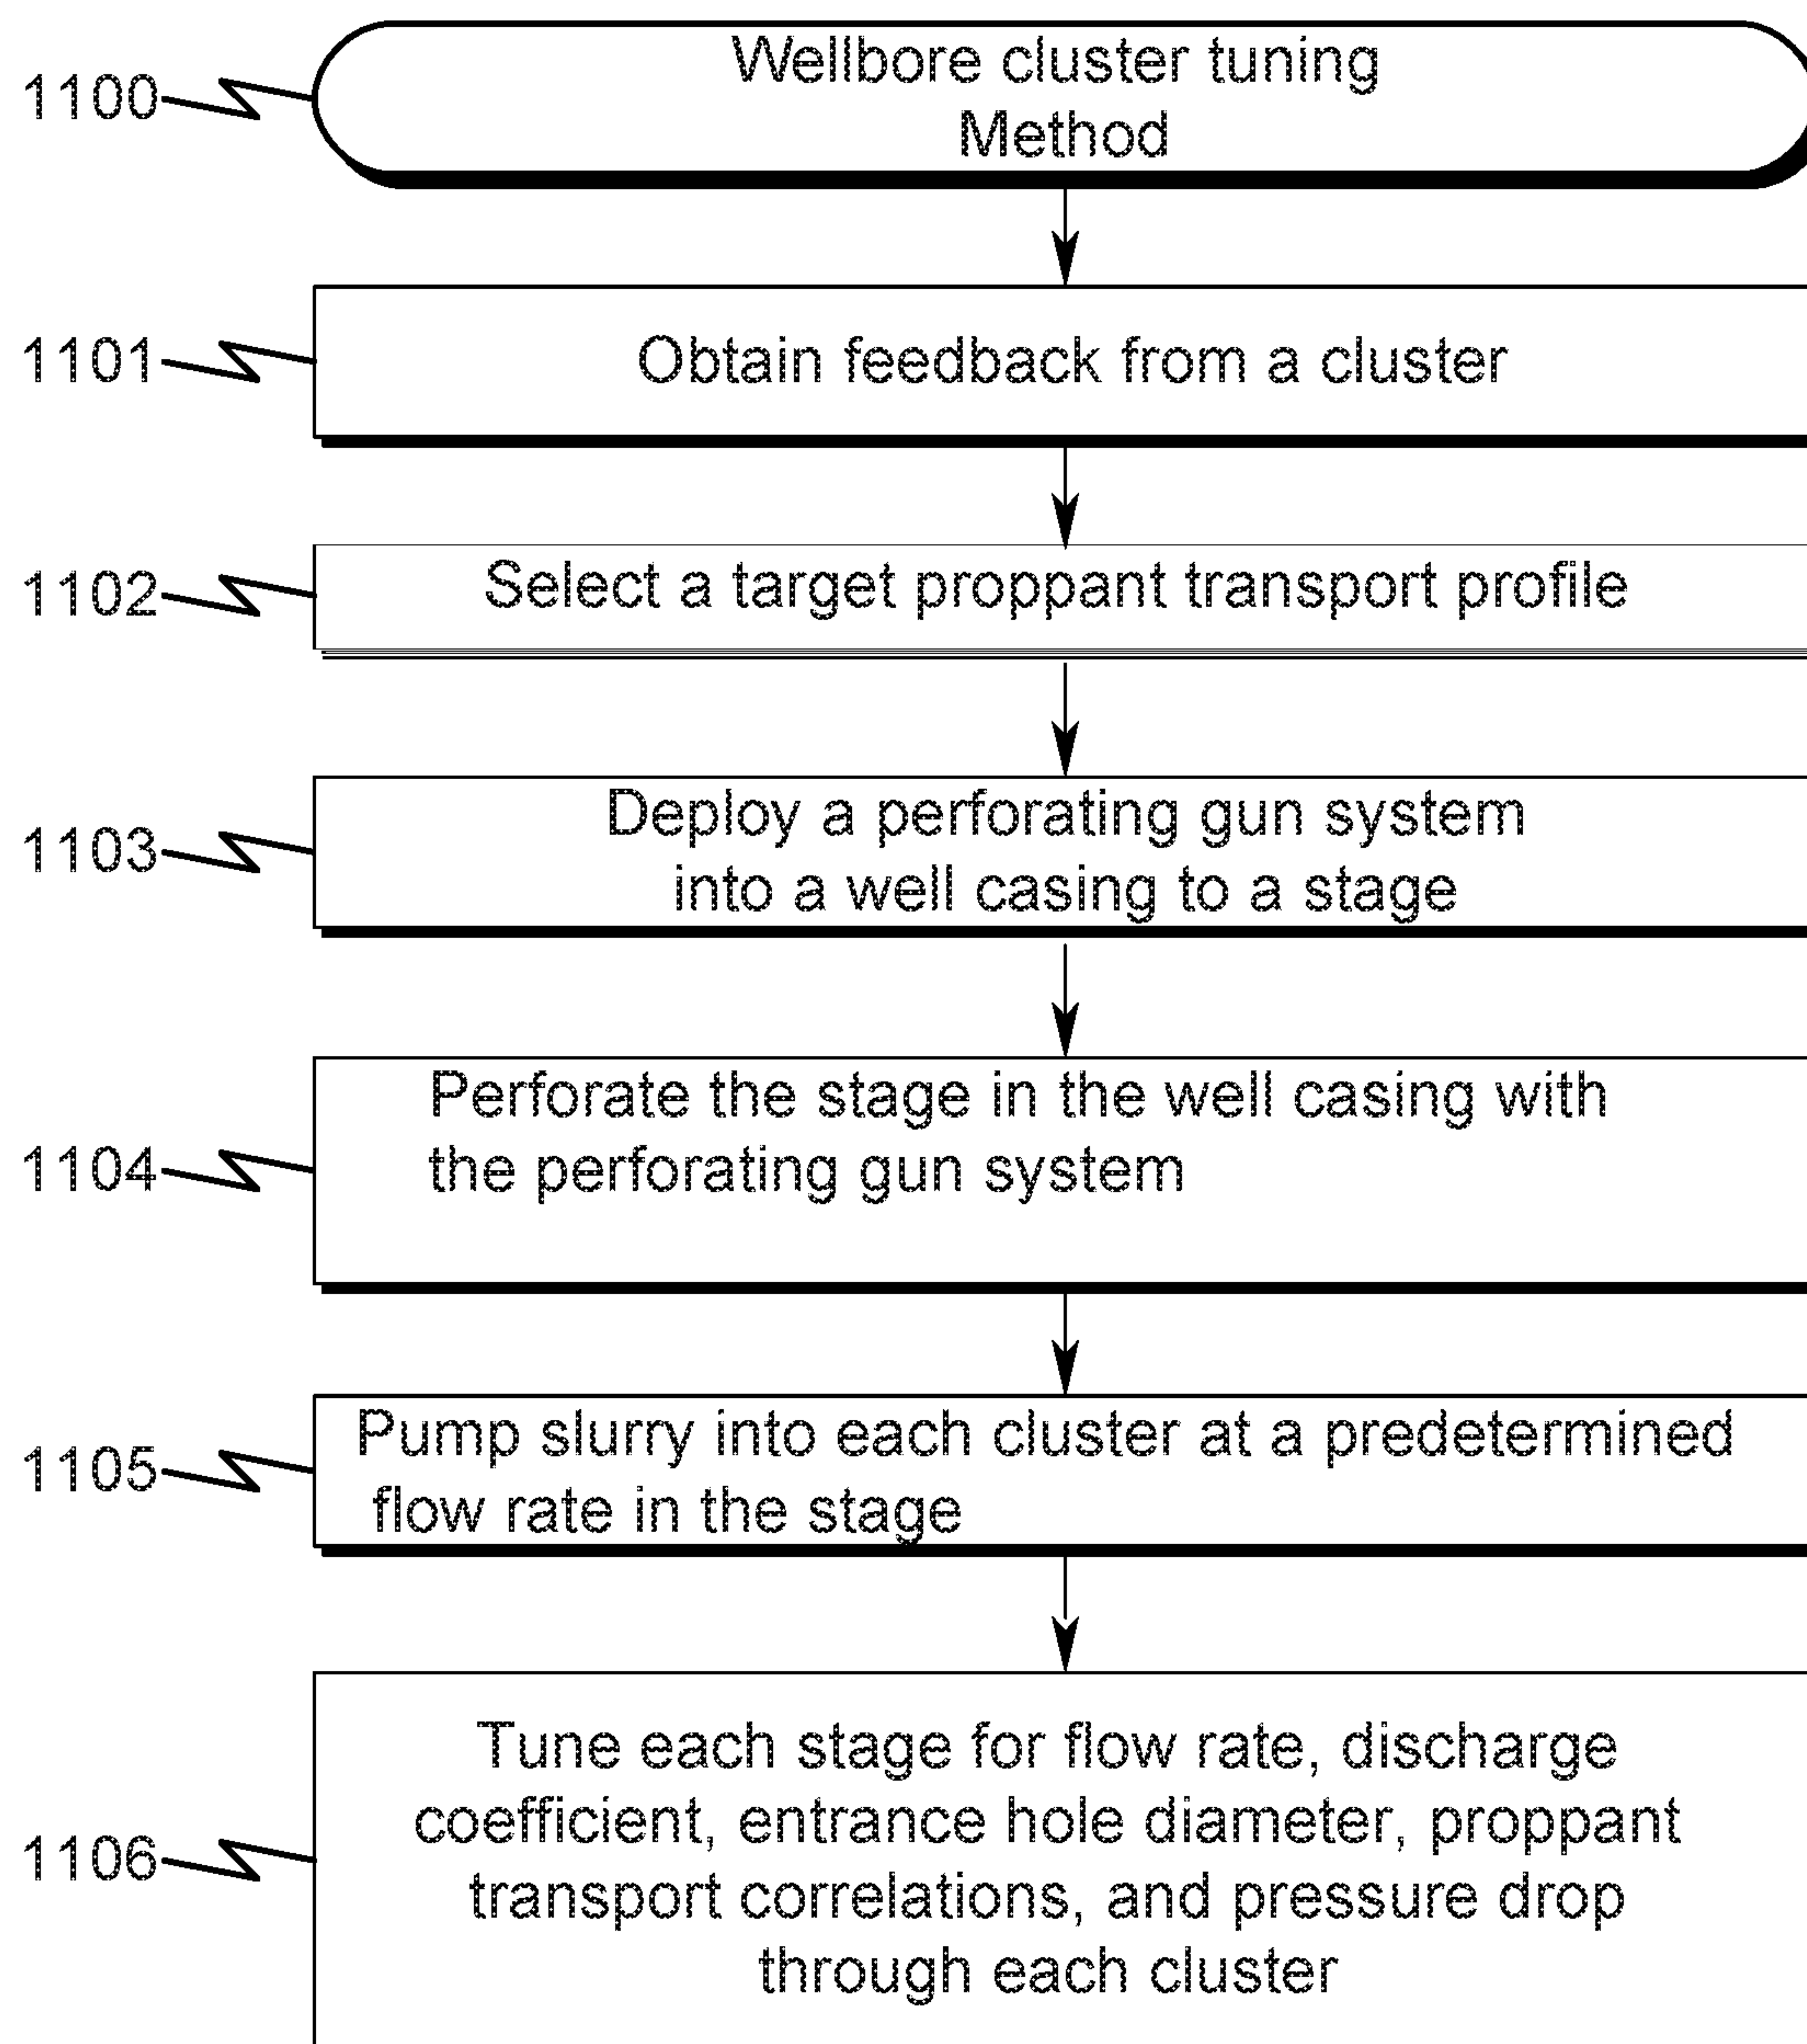 Wellbore cluster tuning
Method
1100
1101
Obtain feedback from a cluster
1102
Select a target proppant transport profile
Deploy a perforating gun system
1103
into a well casing to a stage
Perforate the stage in the well casing with
1104
the perforating gun system
Pump slurry into each cluster at a predetermined
1105
flow rate in the stage
Tune each stage for flow rate, discharge
coefficient, entrance hole diameter, proppant
1106
transport correlations, and pressure drop
through each cluster